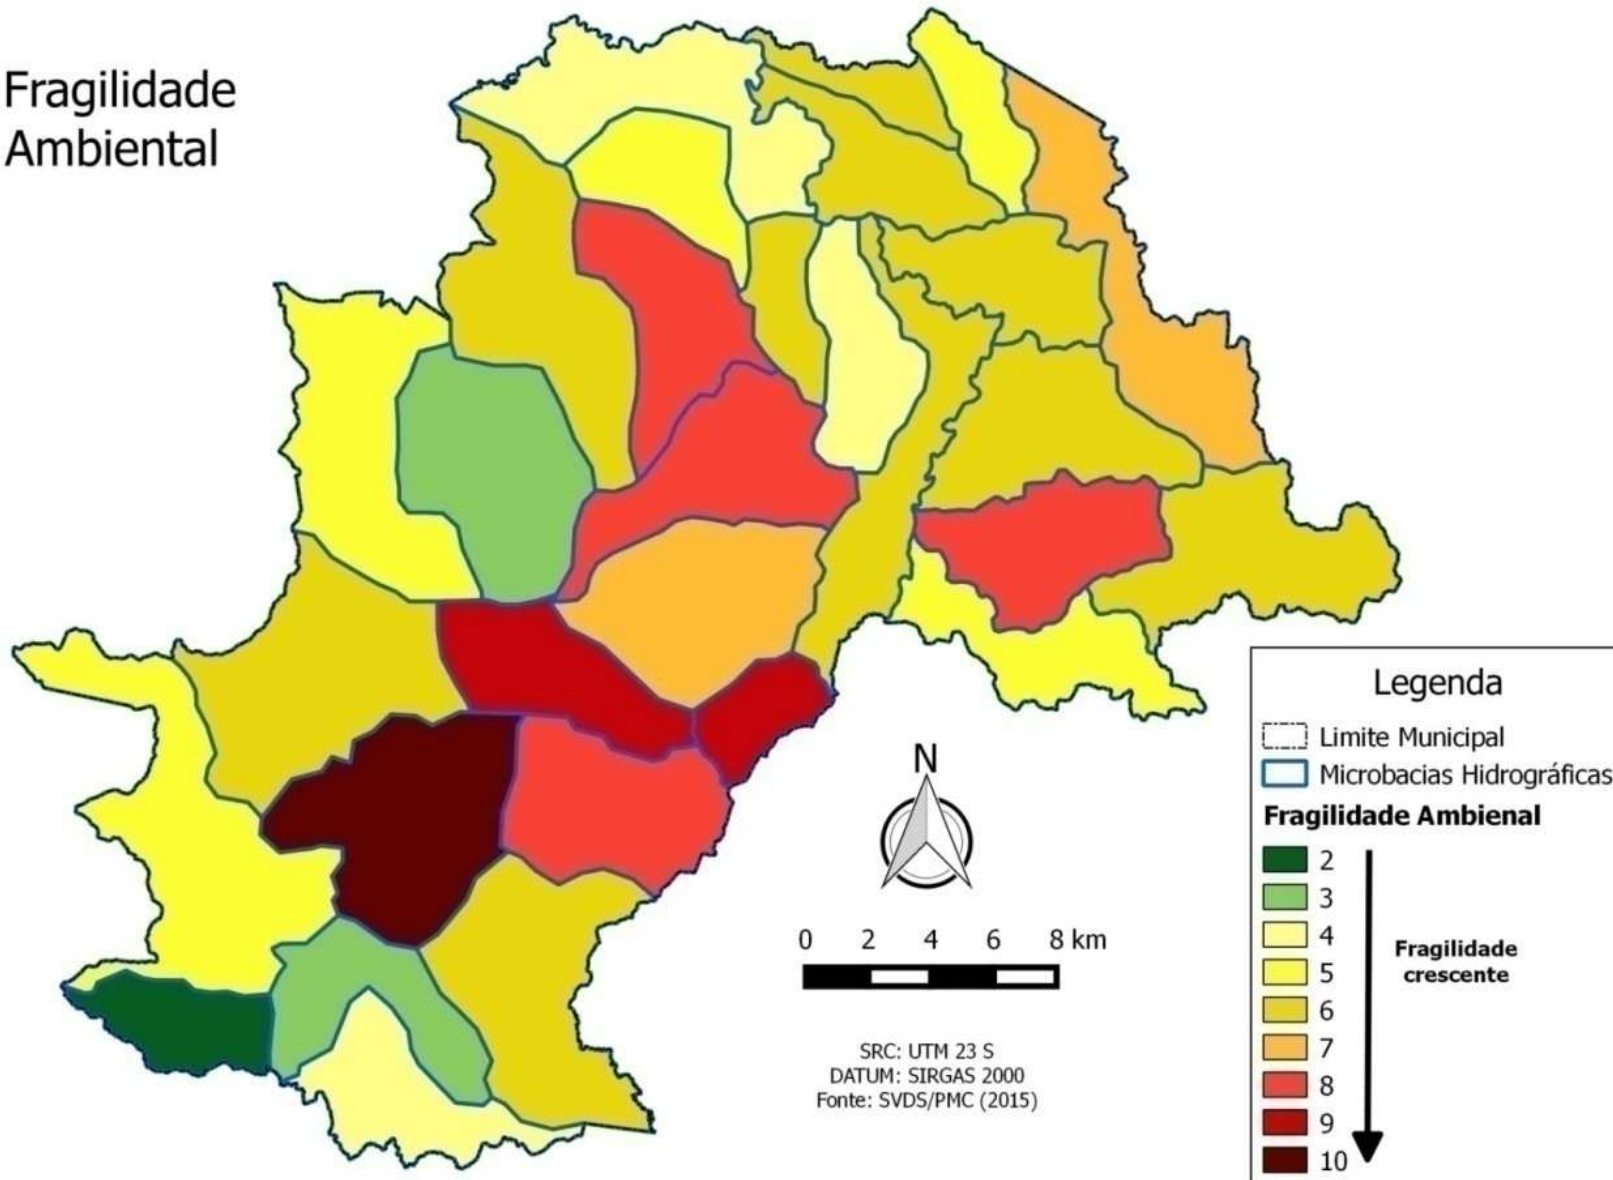 Fragilidade
Ambiental
N
0 2 4 6 8 km
SRC: UTM 23 S
DATUM: SIRGAS 2000
Fonte: SVDS/PMC (2015)
Legenda
Limite Municipal
Microbacias Hidrográficas
Fragilidade Ambienal
2
3
4
5
6
7
8
9
10
Fragilidade
crescente